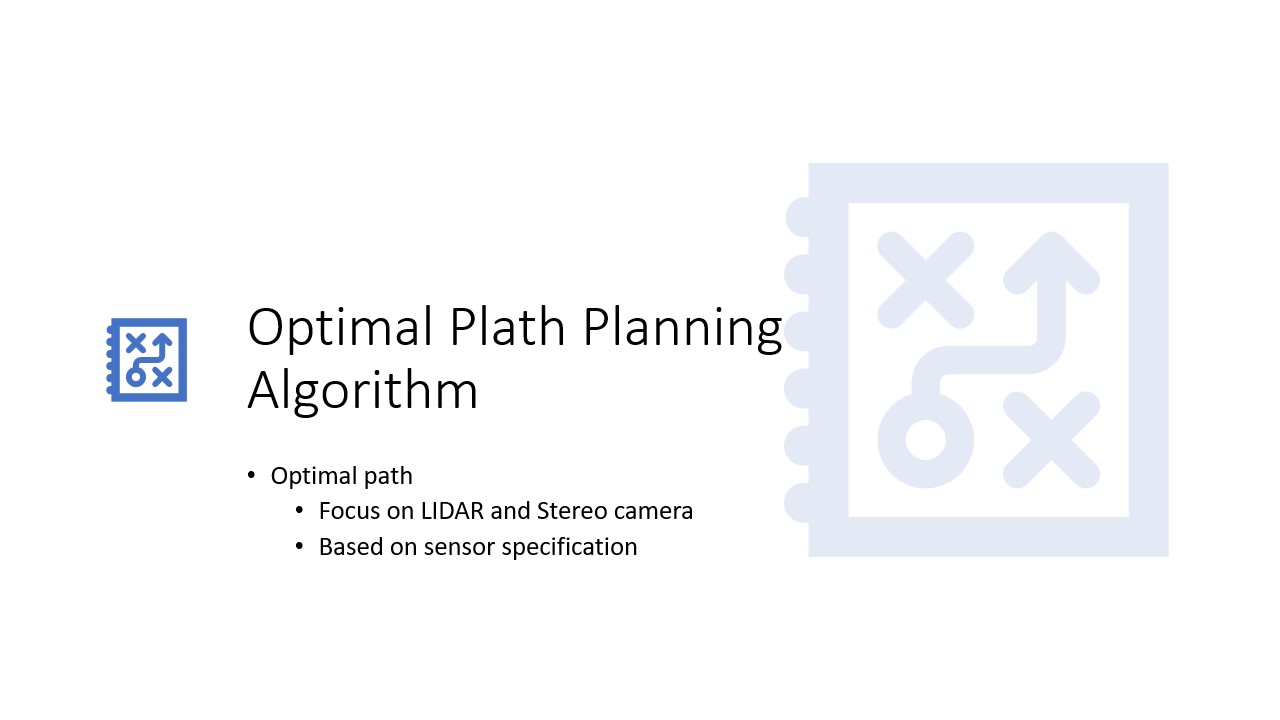 Optimal Plath Planning
Algorithm
• Optimal path
• Focus on LIDAR and Stereo camera
• Based on sensor specification